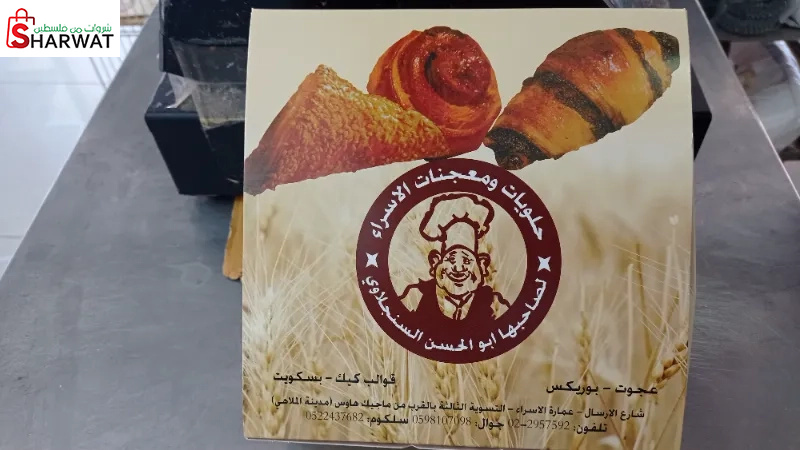 ثروات من فلسطين
SHARWAT
حلويات ومعجنات الاسراء
لصاحبها ابو الحسن السنجلاوي
عجوت - بوريكس
قوالب كيك - بسكويت
شارع الارسال - عمارة الاسراء - التسوية الثالثة بالقرب من ماجيك هاوس (مدينة الملاهي)
تلفون: 2957592-02 جوال: 0598107098 سلكوم: 0522437682